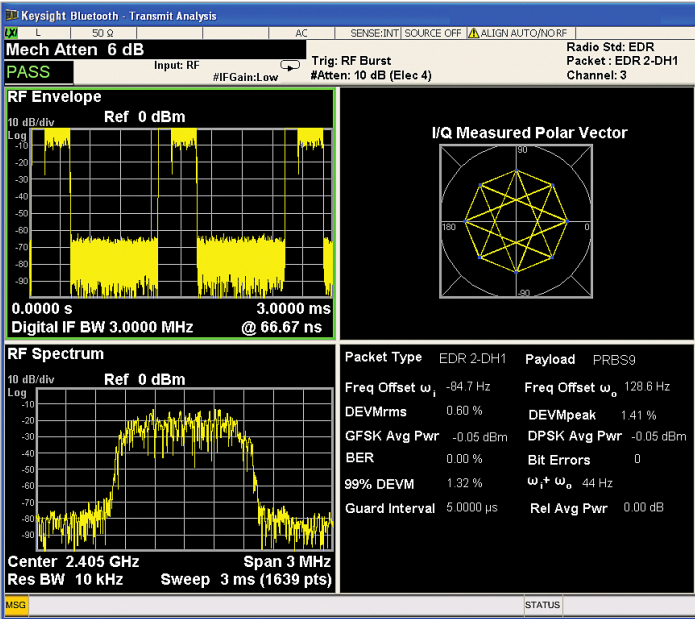 Keysight Bluetooth - Transmit Analysis
LXI L 50 Ω AC SENSE:INT SOURCE OFF ALIGN AUTO/NO RF
Mech Atten 6 dB
PASS
Input: RF
#IFGain:Low
Trig: RF Burst
#Atten: 10 dB (Elec 4)
Radio Std: EDR
Packet : EDR 2-DH1
Channel: 3
RF Envelope
10 dB/div
Ref 0 dBm
Log
-10
-20
-30
-40
-50
-60
-70
-80
-90
0.0000 s 3.0000 ms
Digital IF BW 3.0000 MHz @ 66.67 ns
I/Q Measured Polar Vector
90
180
0
-90
RF Spectrum
10 dB/div
Ref 0 dBm
Log
-10
-20
-30
-40
-50
-60
-70
-80
-90
Center 2.405 GHz Span 3 MHz
Res BW 10 kHz Sweep 3 ms (1639 pts)
Packet Type EDR 2-DH1 Payload PRBS9
Freq Offset ωi -84.7 Hz Freq Offset ωo 128.6 Hz
DEVMrms 0.60 % DEVMpeak 1.41 %
GFSK Avg Pwr -0.05 dBm DPSK Avg Pwr -0.05 dBm
BER 0.00 % Bit Errors 0
99% DEVM 1.32 % ωi+ ωo 44 Hz
Guard Interval 5.0000 µs Rel Avg Pwr 0.00 dB
MSG STATUS